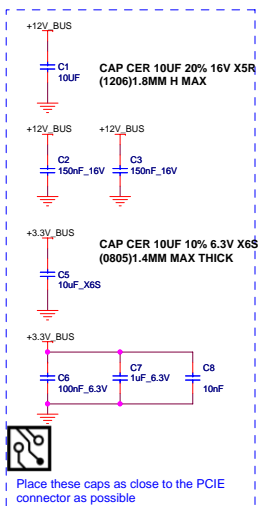 +12V_BUS
C1
10UF
CAP CER 10UF 20% 16V X5R
(1206)1.8MM H MAX
+12V_BUS
+12V_BUS
C2
150nF_16V
C3
150nF_16V
+3.3V_BUS
CAP CER 10UF 10% 6.3V X6S
(0805)1.4MM MAX THICK
C5
10uF_X6S
+3.3V_BUS
C6
100nF_6.3V
C7
1uF_6.3V
C8
10nF
Place these caps as close to the PCIE
connector as possible